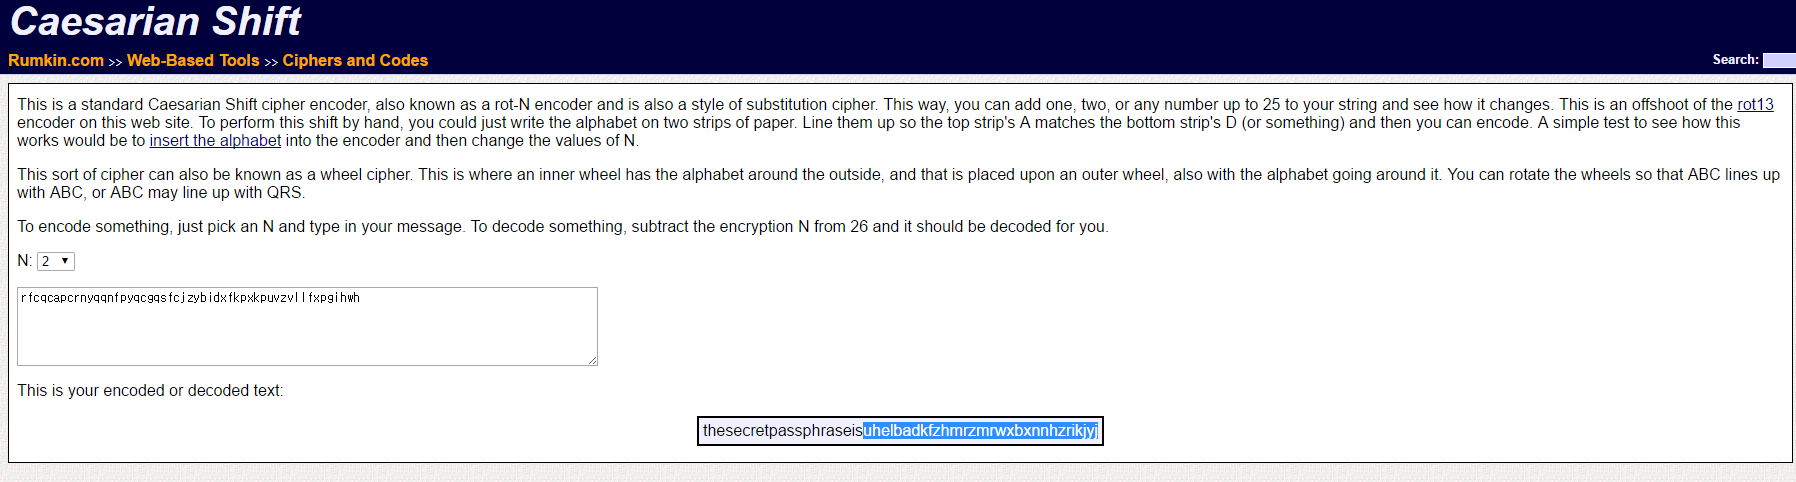 Caesarian Shift
Rumkin.com >> Web-Based Tools >> Ciphers and Codes
Search:
This is a standard Caesarian Shift cipher encoder, also known as a rot-N encoder and is also a style of substitution cipher. This way, you can add one, two, or any number up to 25 to your string and see how it changes. This is an offshoot of the rot13
encoder on this web site. To perform this shift by hand, you could just write the alphabet on two strips of paper. Line them up so the top strip's A matches the bottom strip's D (or something) and then you can encode. A simple test to see how this
works would be to insert the alphabet into the encoder and then change the values of N.
This sort of cipher can also be known as a wheel cipher. This is where an inner wheel has the alphabet around the outside, and that is placed upon an outer wheel, also with the alphabet going around it. You can rotate the wheels so that ABC lines up
with ABC, or ABC may line up with QRS.
To encode something, just pick an N and type in your message. To decode something, subtract the encryption N from 26 and it should be decoded for you.
N: 2
rfcqcapcrnyqqnfpyqcgqsfcjzybidxfkpxkpuvzvllfxpgihwh
This is your encoded or decoded text:
thesecretpassphraseisuhelbadkfzhmrzmrwxbxnnhzrikjyj